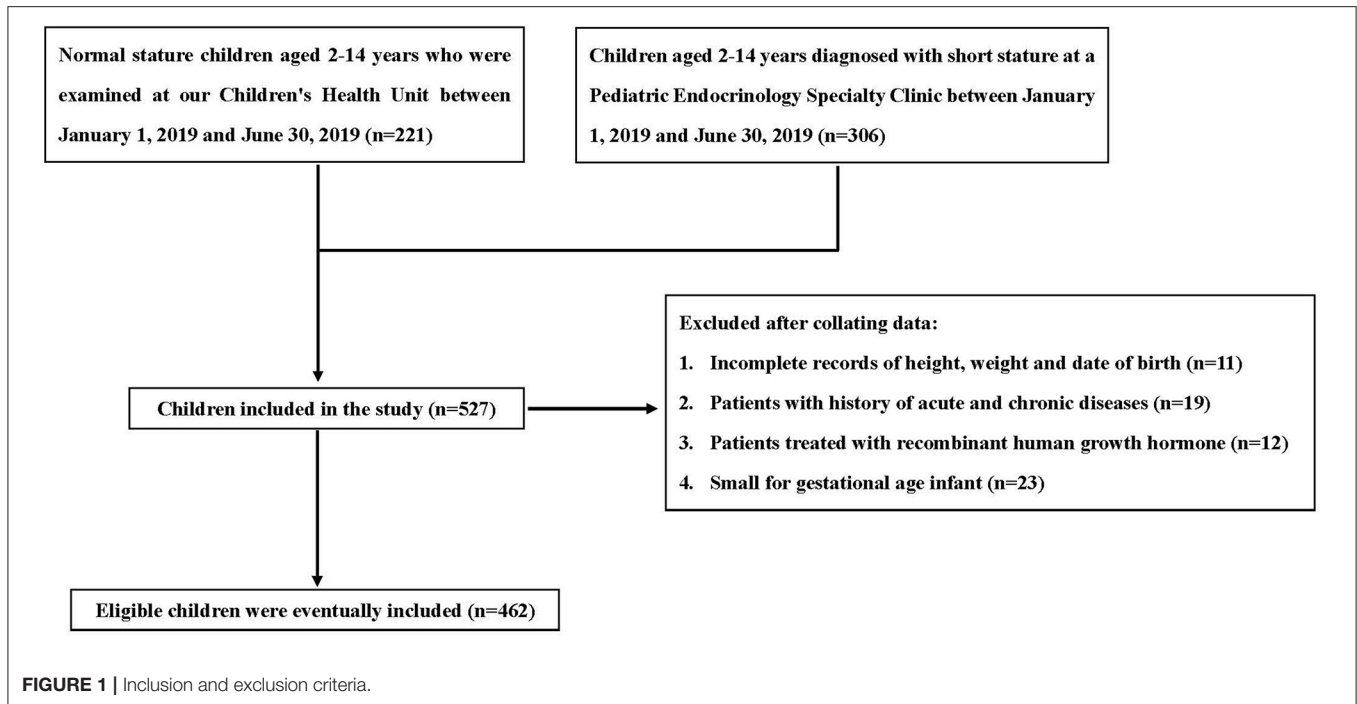 Normal stature children aged 2-14 years who were
examined at our Children's Health Unit between
January 1, 2019 and June 30, 2019 (n=221)
Children aged 2-14 years diagnosed with short stature at a
Pediatric Endocrinology Specialty Clinic between January
1, 2019 and June 30, 2019 (n=306)
Children included in the study (n=527)
Excluded after collating data:
1. Incomplete records of height, weight and date of birth (n=11)
2. Patients with history of acute and chronic diseases (n=19)
3. Patients treated with recombinant human growth hormone (n=12)
4. Small for gestational age infant (n=23)
Eligible children were eventually included (n=462)
FIGURE 1 | Inclusion and exclusion criteria.